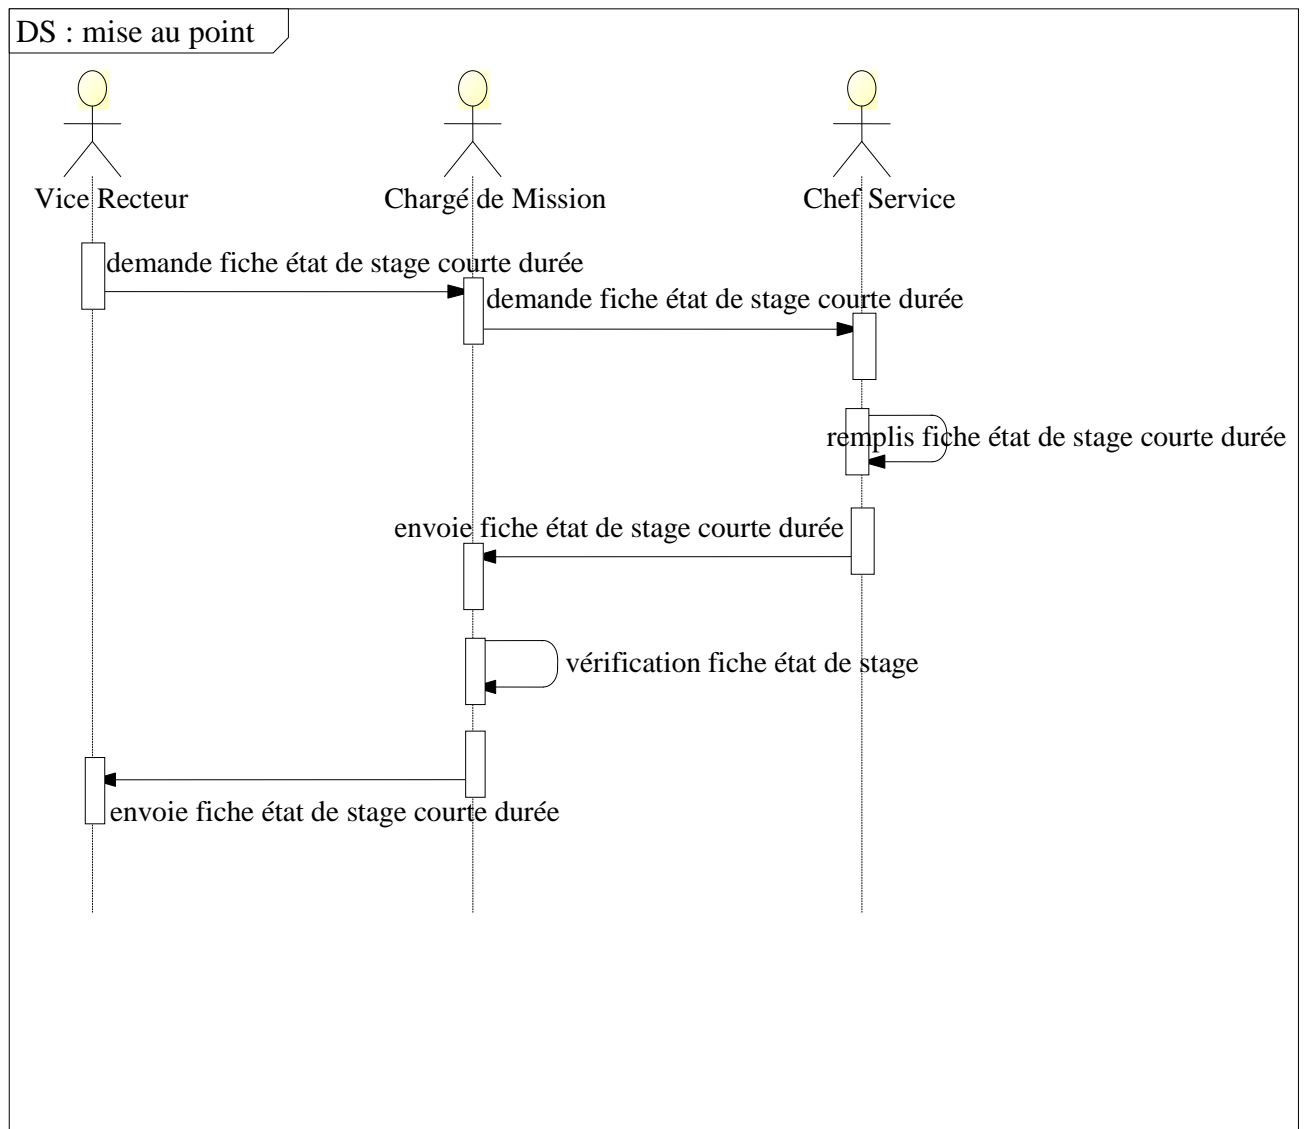 DS : mise au point
Vice Recteur
Chargé de Mission
Chef Service
demande fiche état de stage courte durée
demande fiche état de stage courte durée
remplis fiche état de stage courte durée
envoie fiche état de stage courte durée
vérification fiche état de stage
envoie fiche état de stage courte durée